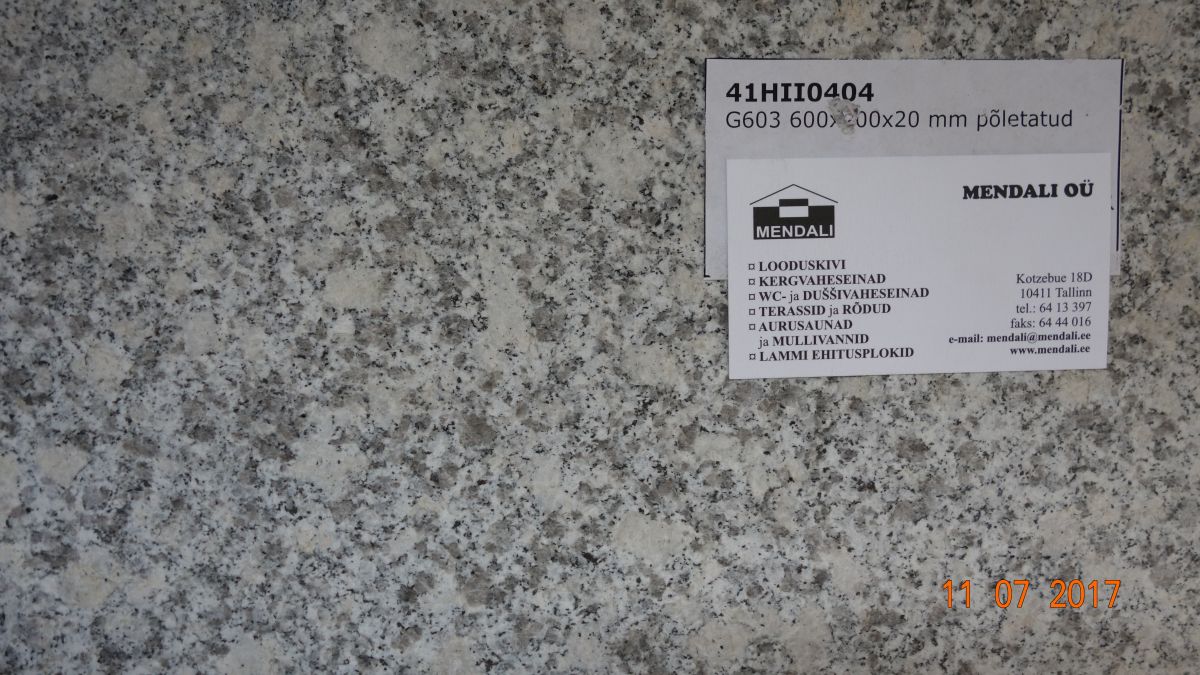 41HII0404
G603 mm põletatud
MENDALI OÜ
MENDALI
¤ LOODUSKIVI
¤ KERGVAHESEINAD
¤ WC- ja DUŠŠIVAHESEINAD
¤ TERASSID ja RÕDUD
¤ AURUSAUNAD
ja MULLIVANNID
¤ LAMMI EHITUSPLOKID
Kotzebue 18D
10411 Tallinn
tel.: 64 13 397
faks: 64 44 016
e-mail: mendali@mendali.ee
www.mendali.ee
11 07 2017